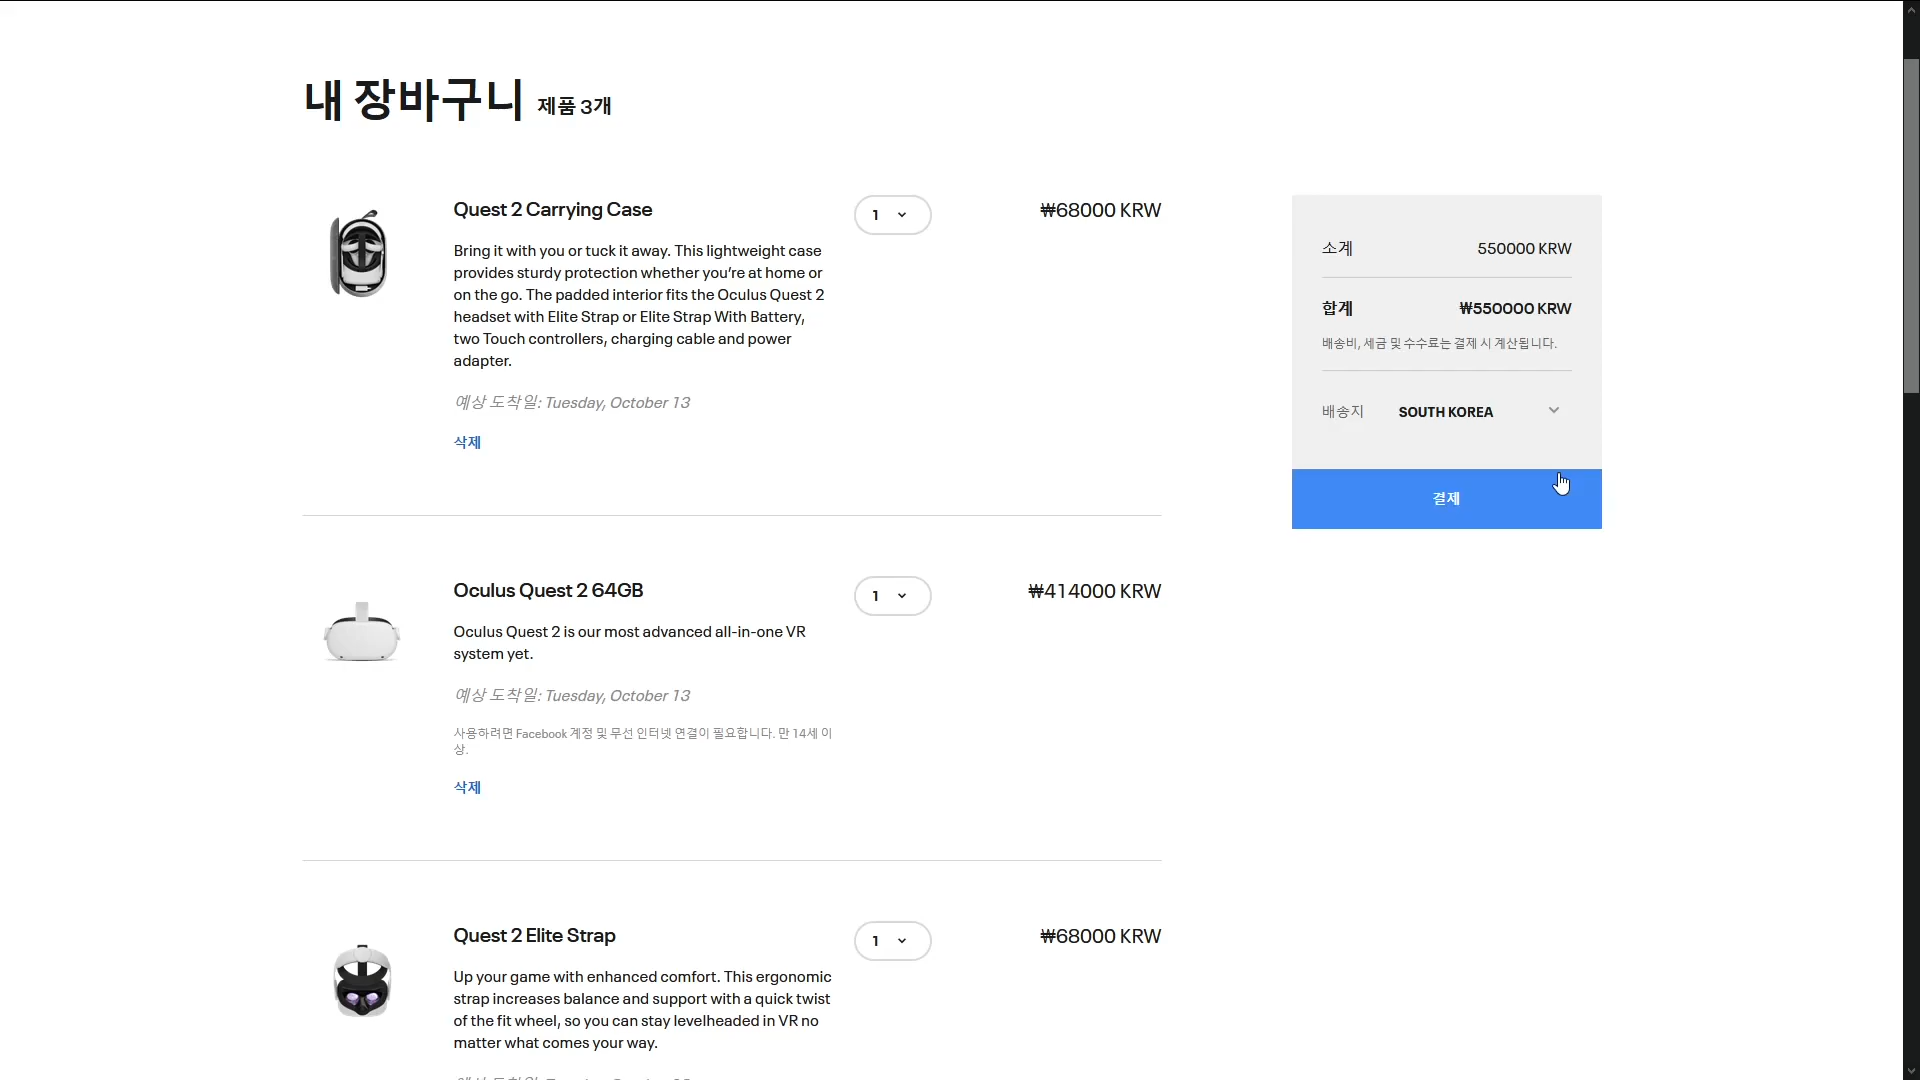 내 장바구니 제품 3개
Quest 2 Carrying Case
1
₩68000 KRW
Bring it with you or tuck it away. This lightweight case
provides sturdy protection whether you’re at home or
on the go. The padded interior fits the Oculus Quest 2
headset with Elite Strap or Elite Strap With Battery,
two Touch controllers, charging cable and power
adapter.
예상 도착일: Tuesday, October 13
삭제
소계 550000 KRW
합계 ₩550000 KRW
배송비, 세금 및 수수료는 결제 시 계산됩니다.
배송지 SOUTH KOREA
결제
Oculus Quest 2 64GB
1
₩414000 KRW
Oculus Quest 2 is our most advanced all-in-one VR
system yet.
예상 도착일: Tuesday, October 13
사용하려면 Facebook 계정 및 무선 인터넷 연결이 필요합니다. 만 14세 이
상.
삭제
Quest 2 Elite Strap
1
₩68000 KRW
Up your game with enhanced comfort. This ergonomic
strap increases balance and support with a quick twist
of the fit wheel, so you can stay levelheaded in VR no
matter what comes your way.